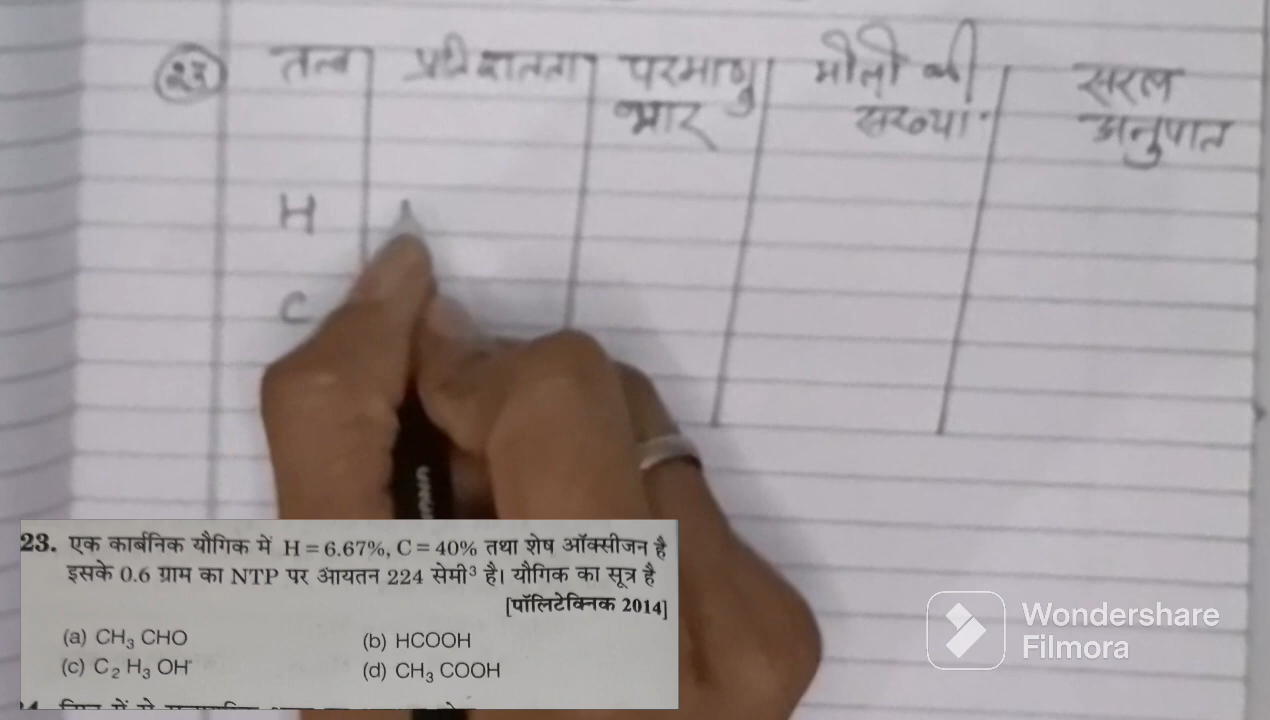 23 तत्व प्रतिशतता परमाणु भार मोलो की संख्या सरल अनुपात
H
C
23. एक कार्बनिक यौगिक में H = 6.67%, C = 40% तथा शेष ऑक्सीजन है
इसके 0.6 ग्राम का NTP पर आयतन 224 सेमी³ है। यौगिक का सूत्र है
[पॉलिटेक्निक 2014]
(a) CH₃ CHO (b) HCOOH
(c) C₂ H₃ OH (d) CH₃ COOH
Wondershare
Filmora